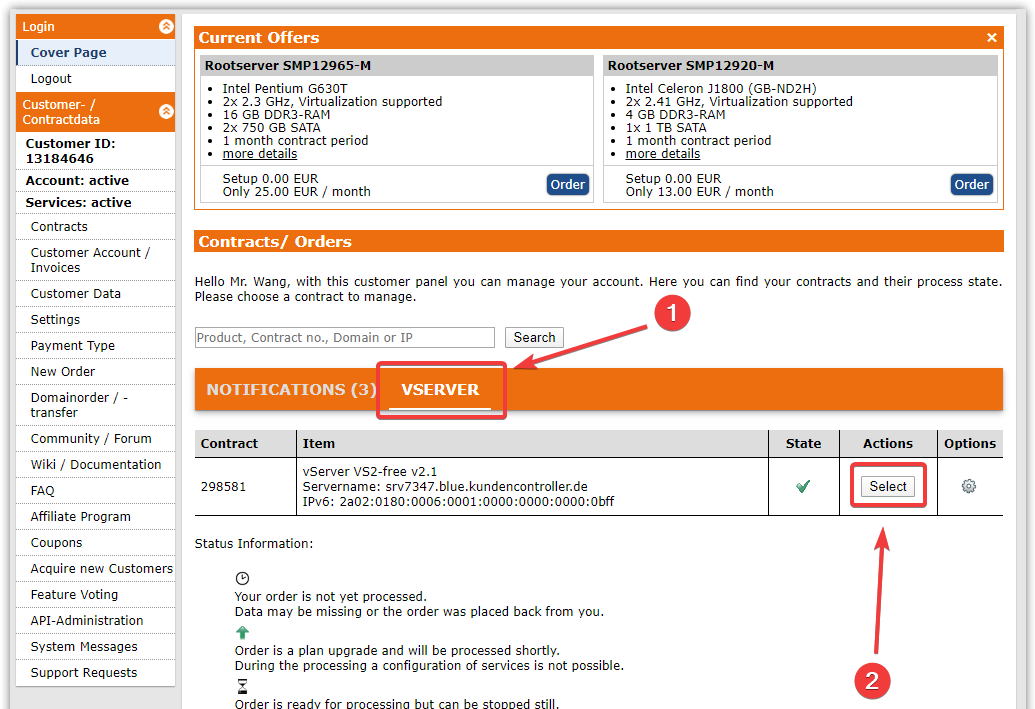 Login
Cover Page
Logout
Customer- /
Contractdata
Customer ID:
13184646
Account: active
Services: active
Contracts
Customer Account /
Invoices
Customer Data
Settings
Payment Type
New Order
Domainorder / -
transfer
Community / Forum
Wiki / Documentation
FAQ
Affiliate Program
Coupons
Acquire new Customers
Feature Voting
API-Administration
System Messages
Support Requests
Current Offers
Rootserver SMP12965-M
Intel Pentium G630T
2x 2.3 GHz, Virtualization supported
16 GB DDR3-RAM
2x 750 GB SATA
1 month contract period
more details
Setup 0.00 EUR
Only 25.00 EUR / month
Order
Rootserver SMP12920-M
Intel Celeron J1800 (GB-ND2H)
2x 2.41 GHz, Virtualization supported
4 GB DDR3-RAM
1x 1 TB SATA
1 month contract period
more details
Setup 0.00 EUR
Only 13.00 EUR / month
Order
Contracts/ Orders
Hello Mr. Wang, with this customer panel you can manage your account. Here you can find your contracts and their process state.
Please choose a contract to manage.
1
Product, Contract no., Domain or IP Search
NOTIFICATIONS (3) VSERVER
Contract Item State Actions Options
298581
vServer VS2-free v2.1
Servername: srv7347.blue.kundencontroller.de
IPv6: 2a02:0180:0006:0001:0000:0000:0000:0bff
Select
Status Information:
Your order is not yet processed.
Data may be missing or the order was placed back from you.
Order is a plan upgrade and will be processed shortly.
During the processing a configuration of services is not possible.
2
Order is ready for processing but can be stopped still.